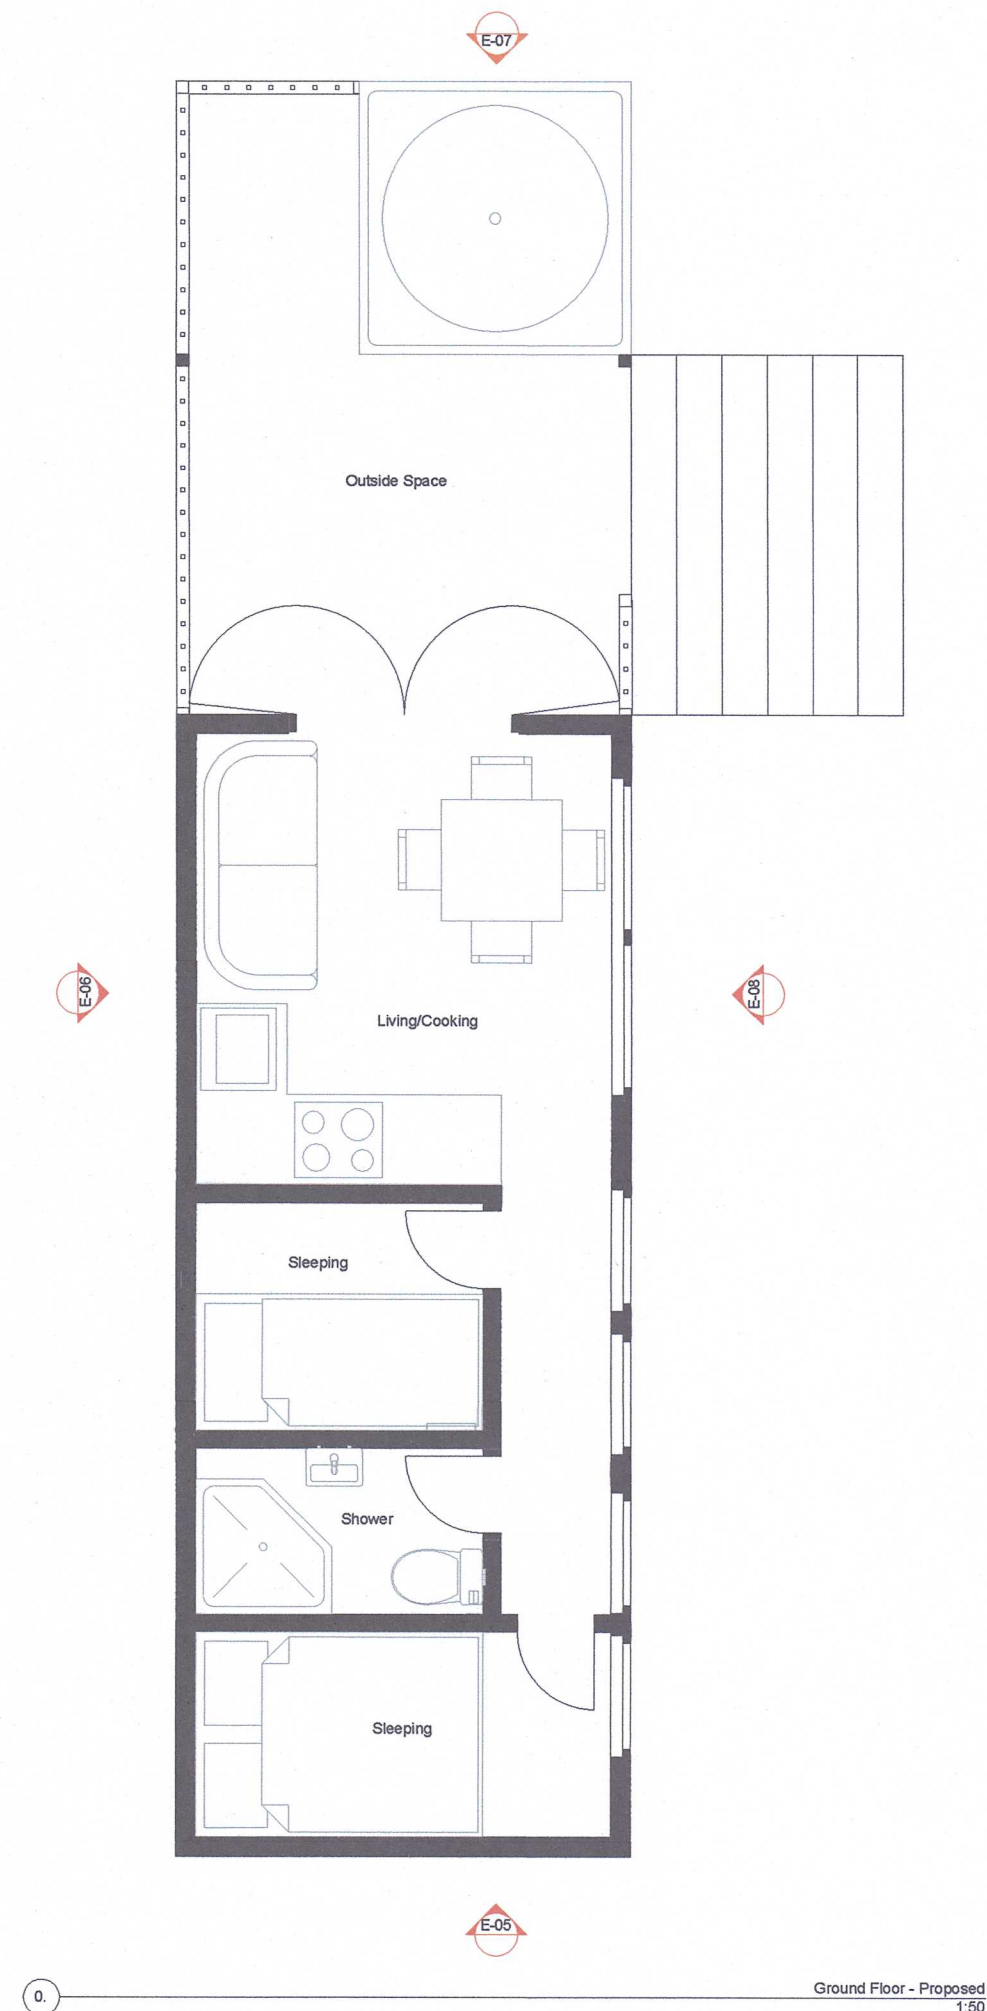 E-07
Outside Space
E-06
E-08
Living/Cooking
Sleeping
Shower
Sleeping
E-05
0.
Ground Floor - Proposed
1:50